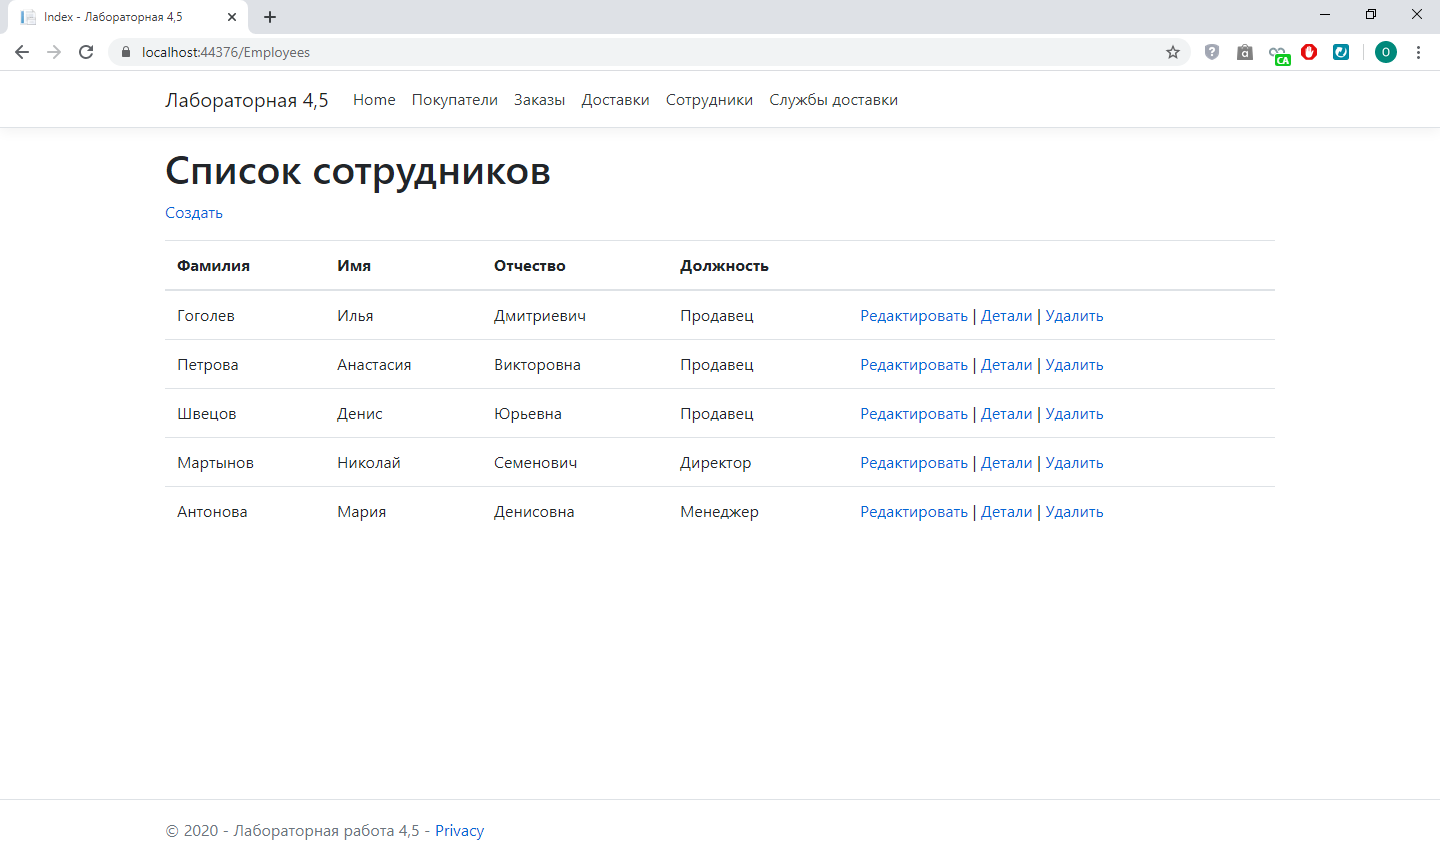 Index - Лабораторная 4,5
localhost:44376/Employees
a
CA
O
Лабораторная 4,5 Home Покупатели Заказы Доставки Сотрудники Службы доставки
Список сотрудников
Создать
Фамилия Имя Отчество Должность
Гоголев Илья Дмитриевич Продавец Редактировать | Детали | Удалить
Петрова Анастасия Викторовна Продавец Редактировать | Детали | Удалить
Швецов Денис Юрьевна Продавец Редактировать | Детали | Удалить
Мартынов Николай Семенович Директор Редактировать | Детали | Удалить
Антонова Мария Денисовна Менеджер Редактировать | Детали | Удалить
© 2020 - Лабораторная работа 4,5 - Privacy